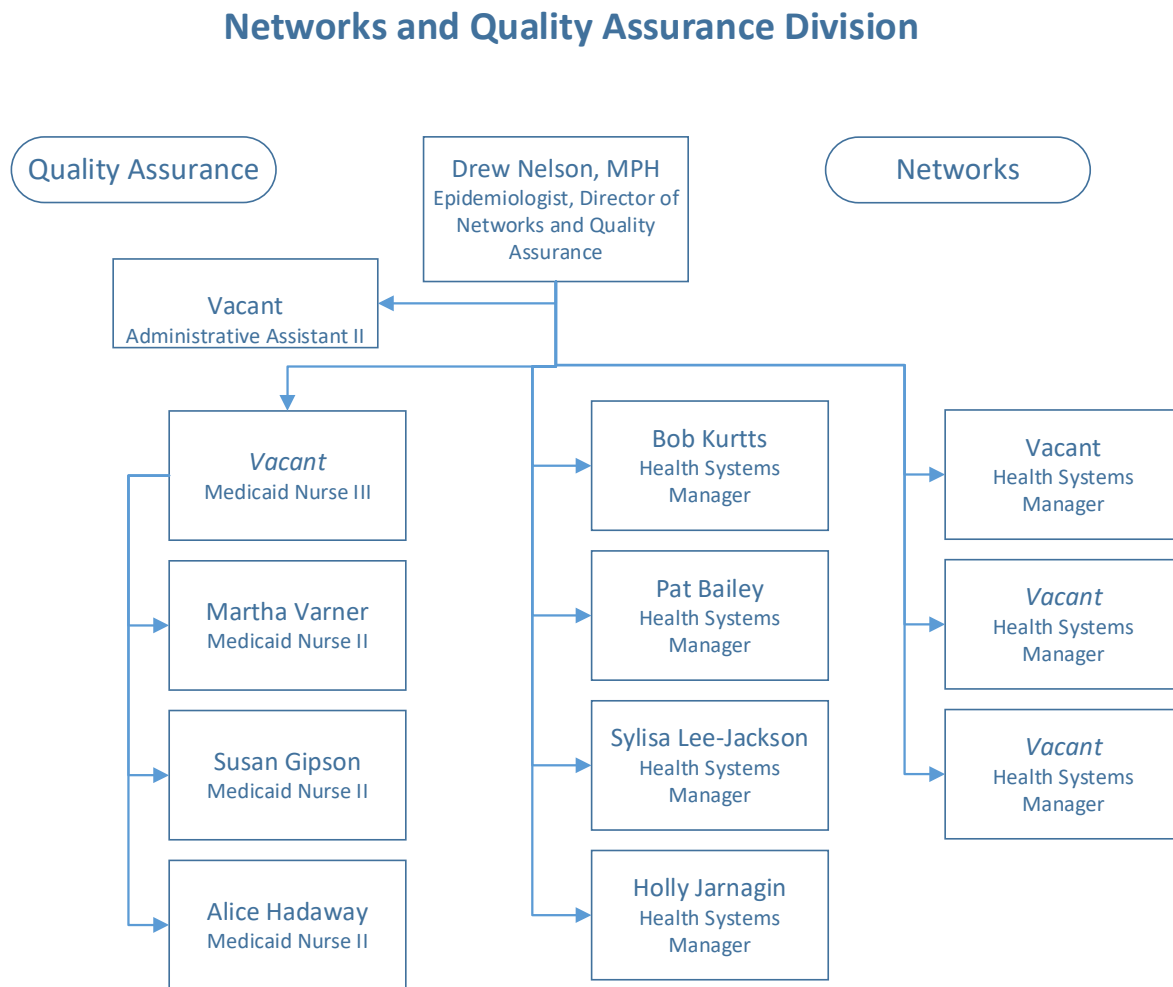 Networks and Quality Assurance Division
Quality Assurance
Drew Nelson, MPH
Epidemiologist, Director of
Networks and Quality
Assurance
Networks
Vacant
Administrative Assistant II
Vacant
Medicaid Nurse III
Martha Varner
Medicaid Nurse II
Susan Gipson
Medicaid Nurse II
Alice Hadaway
Medicaid Nurse II
Bob Kurtts
Health Systems
Manager
Pat Bailey
Health Systems
Manager
Sylisa Lee-Jackson
Health Systems
Manager
Holly Jarnagin
Health Systems
Manager
Vacant
Health Systems
Manager
Vacant
Health Systems
Manager
Vacant
Health Systems
Manager